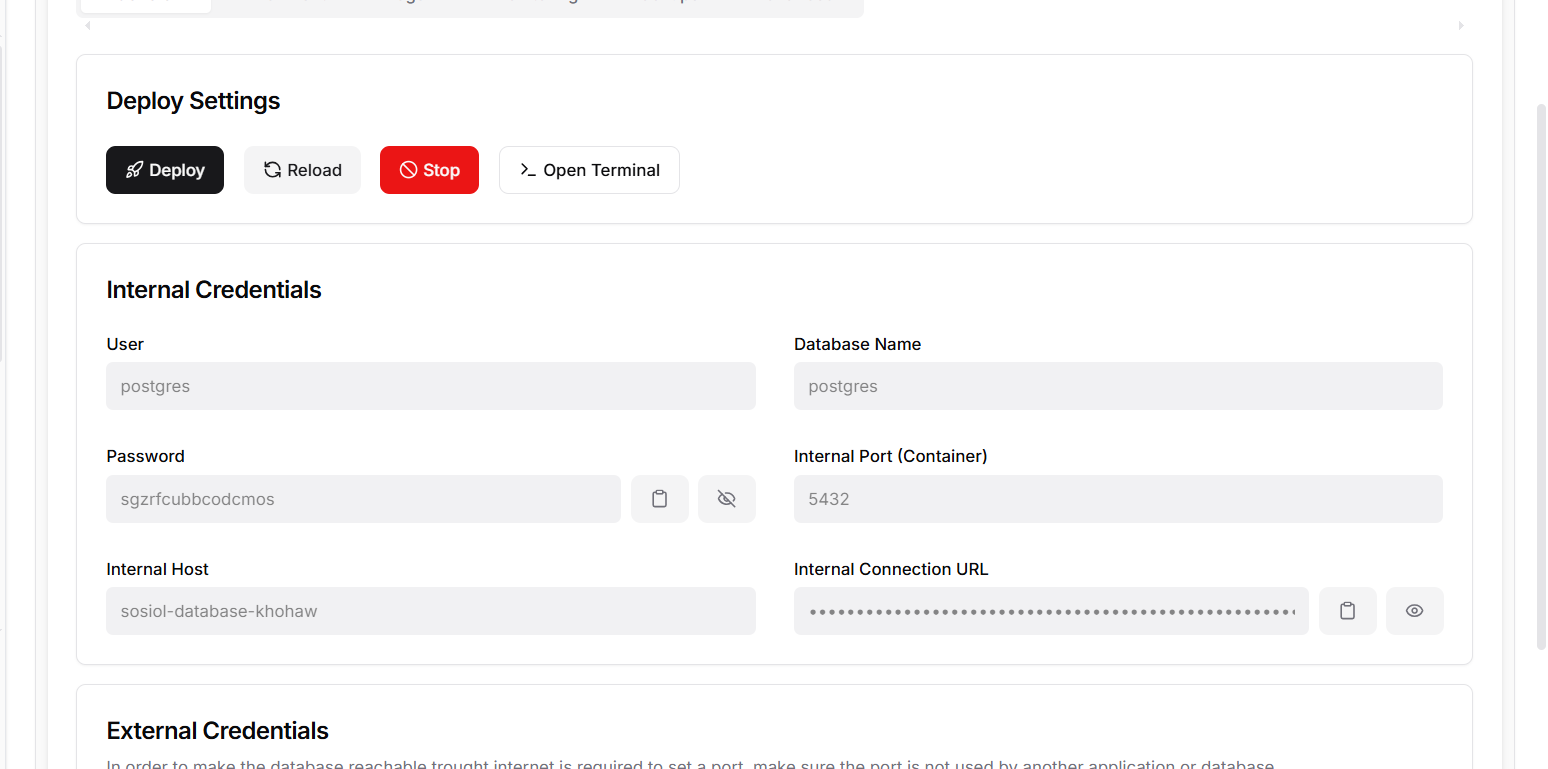 Deploy Settings
Deploy
Reload
Stop
Open Terminal
Internal Credentials
User
Database Name
postgres
postgres
Password
Internal Port (Container)
sgzrfcubbcodcmos
5432
Internal Host
Internal Connection URL
sosiol-database-khohaw
External Credentials
In order to make the database reachable trought internet is required to set a port, make sure the port is not used by another application or database